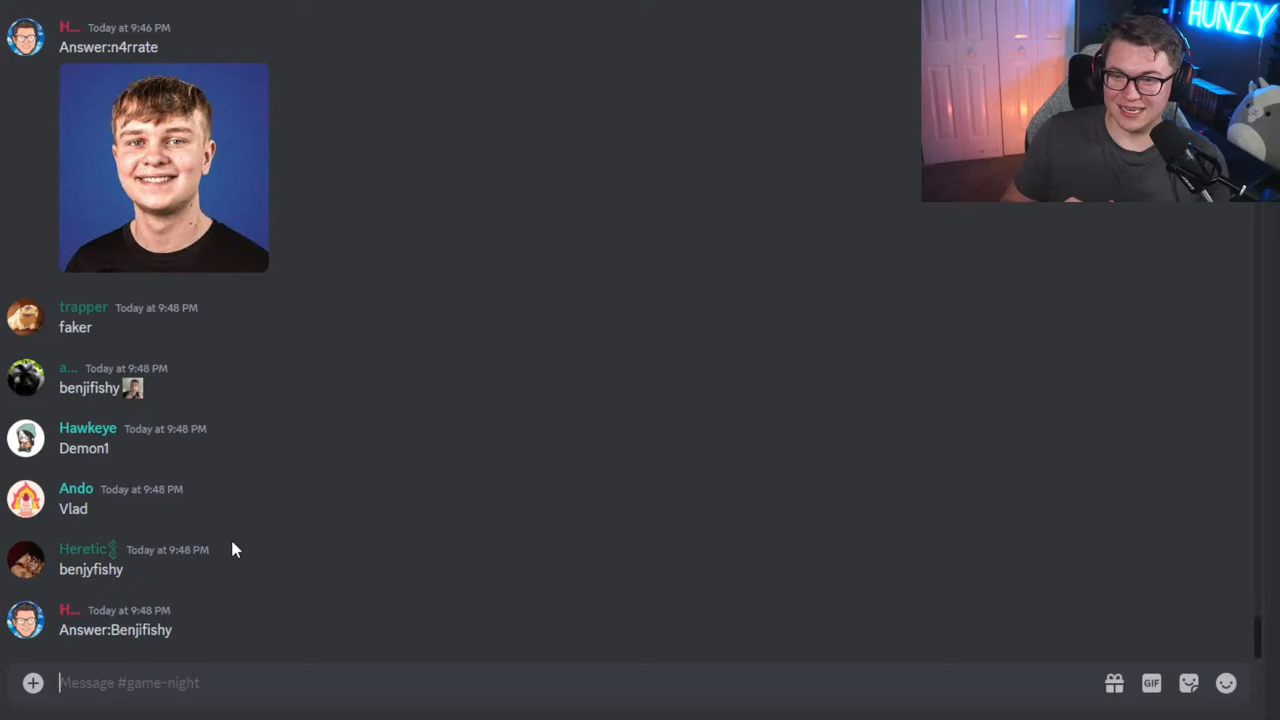 HUNZY
H... Today at 9:46 PM
Answer:n4rrate
trapper Today at 9:48 PM
faker
a... Today at 9:48 PM
benjifishy
Hawkeye Today at 9:48 PM
Demon1
Ando Today at 9:48 PM
Vlad
Heretic Today at 9:48 PM
benjyfishy
H... Today at 9:48 PM
Answer:Benjifishy
Message #game-night
GIF